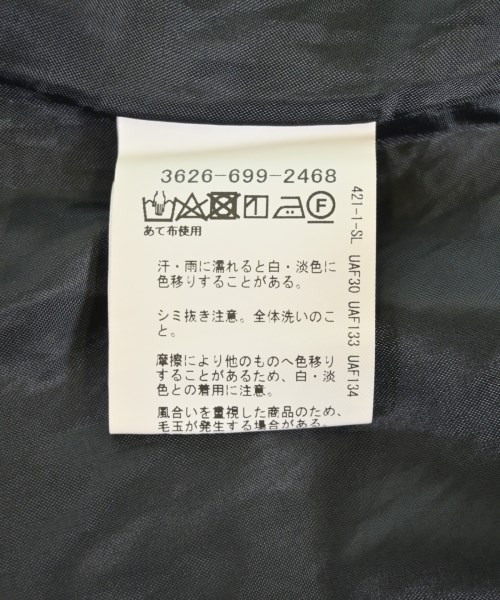 3626-699-2468
F
あて布使用
汗・雨に濡れると白・淡色に
色移りすることがある。
シミ抜き注意。全体洗いのこ
と。
摩擦により他のものへ色移り
することがあるため、白・淡
色との着用に注意。
風合いを重視した商品のため、
毛玉が発生する場合がある。
421-1-SL UAF30 UAF133 UAF134